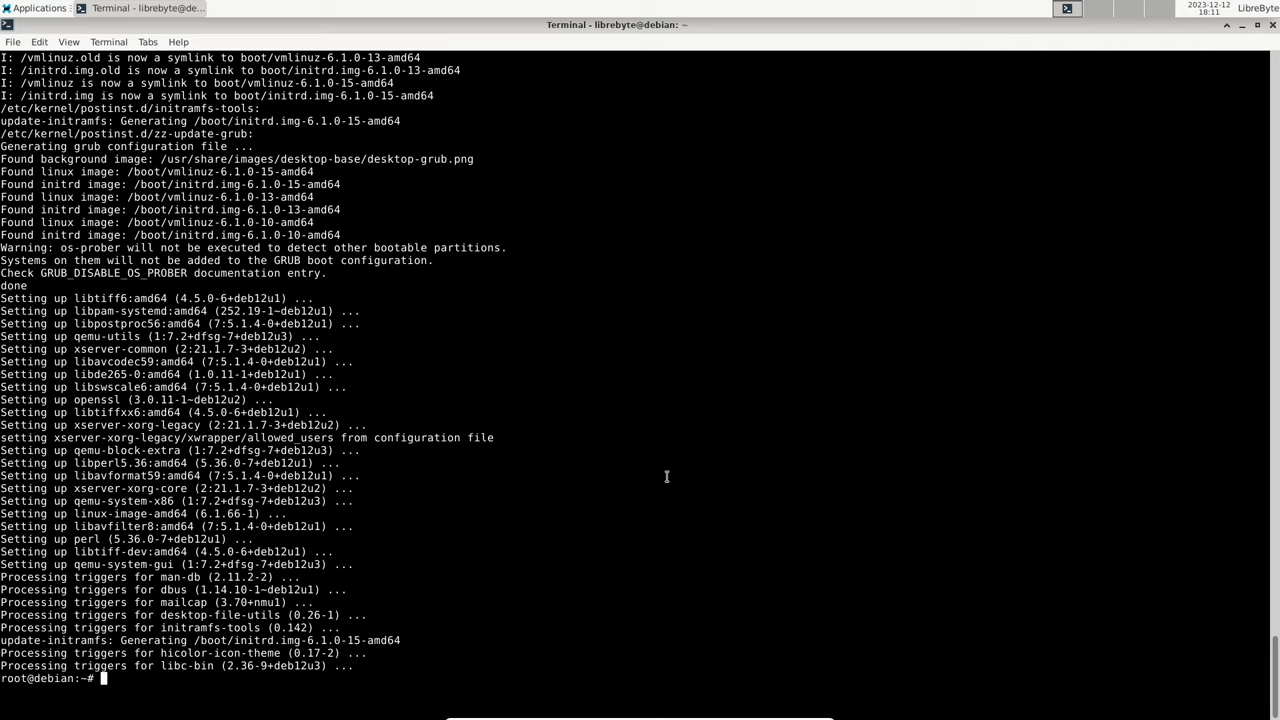 Applications
Terminal - librebyte@de...
2023-12-12
18:11
LibreByte
Terminal - librebyte@debian: ~
File Edit View Terminal Tabs Help
I: /vmlinuz.old is now a symlink to boot/vmlinuz-6.1.0-13-amd64
I: /initrd.img.old is now a symlink to boot/initrd.img-6.1.0-13-amd64
I: /vmlinuz is now a symlink to boot/vmlinuz-6.1.0-15-amd64
I: /initrd.img is now a symlink to boot/initrd.img-6.1.0-15-amd64
/etc/kernel/postinst.d/initramfs-tools:
update-initramfs: Generating /boot/initrd.img-6.1.0-15-amd64
/etc/kernel/postinst.d/zz-update-grub:
Generating grub configuration file ...
Found background image: /usr/share/images/desktop-base/desktop-grub.png
Found linux image: /boot/vmlinuz-6.1.0-15-amd64
Found initrd image: /boot/initrd.img-6.1.0-15-amd64
Found linux image: /boot/vmlinuz-6.1.0-13-amd64
Found initrd image: /boot/initrd.img-6.1.0-13-amd64
Found linux image: /boot/vmlinuz-6.1.0-10-amd64
Found initrd image: /boot/initrd.img-6.1.0-10-amd64
Warning: os-prober will not be executed to detect other bootable partitions.
Systems on them will not be added to the GRUB boot configuration.
Check GRUB_DISABLE_OS_PROBER documentation entry.
done
Setting up libtiff6:amd64 (4.5.0-6+deb12u1) ...
Setting up libpam-systemd:amd64 (252.19-1~deb12u1) ...
Setting up libpostproc56:amd64 (7:5.1.4-0+deb12u1) ...
Setting up qemu-utils (1:7.2+dfsg-7+deb12u3) ...
Setting up xserver-common (2:21.1.7-3+deb12u2) ...
Setting up libavcodec59:amd64 (7:5.1.4-0+deb12u1) ...
Setting up libde265-0:amd64 (1.0.11-1+deb12u1) ...
Setting up libswscale6:amd64 (7:5.1.4-0+deb12u1) ...
Setting up openssl (3.0.11-1~deb12u2) ...
Setting up libtiffxx6:amd64 (4.5.0-6+deb12u1) ...
Setting up xserver-xorg-legacy (2:21.1.7-3+deb12u2) ...
setting xserver-xorg-legacy/xwrapper/allowed_users from configuration file
Setting up qemu-block-extra (1:7.2+dfsg-7+deb12u3) ...
Setting up libperl5.36:amd64 (5.36.0-7+deb12u1) ...
Setting up libavformat59:amd64 (7:5.1.4-0+deb12u1) ...
Setting up xserver-xorg-core (2:21.1.7-3+deb12u2) ...
Setting up qemu-system-x86 (1:7.2+dfsg-7+deb12u3) ...
Setting up linux-image-amd64 (6.1.66-1) ...
Setting up libavfilter8:amd64 (7:5.1.4-0+deb12u1) ...
Setting up perl (5.36.0-7+deb12u1) ...
Setting up libtiff-dev:amd64 (4.5.0-6+deb12u1) ...
Setting up qemu-system-gui (1:7.2+dfsg-7+deb12u3) ...
Processing triggers for man-db (2.11.2-2) ...
Processing triggers for dbus (1.14.10-1~deb12u1) ...
Processing triggers for mailcap (3.70+nmu1) ...
Processing triggers for desktop-file-utils (0.26-1) ...
Processing triggers for initramfs-tools (0.142) ...
update-initramfs: Generating /boot/initrd.img-6.1.0-15-amd64
Processing triggers for hicolor-icon-theme (0.17-2) ...
Processing triggers for libc-bin (2.36-9+deb12u3) ...
root@debian:~#